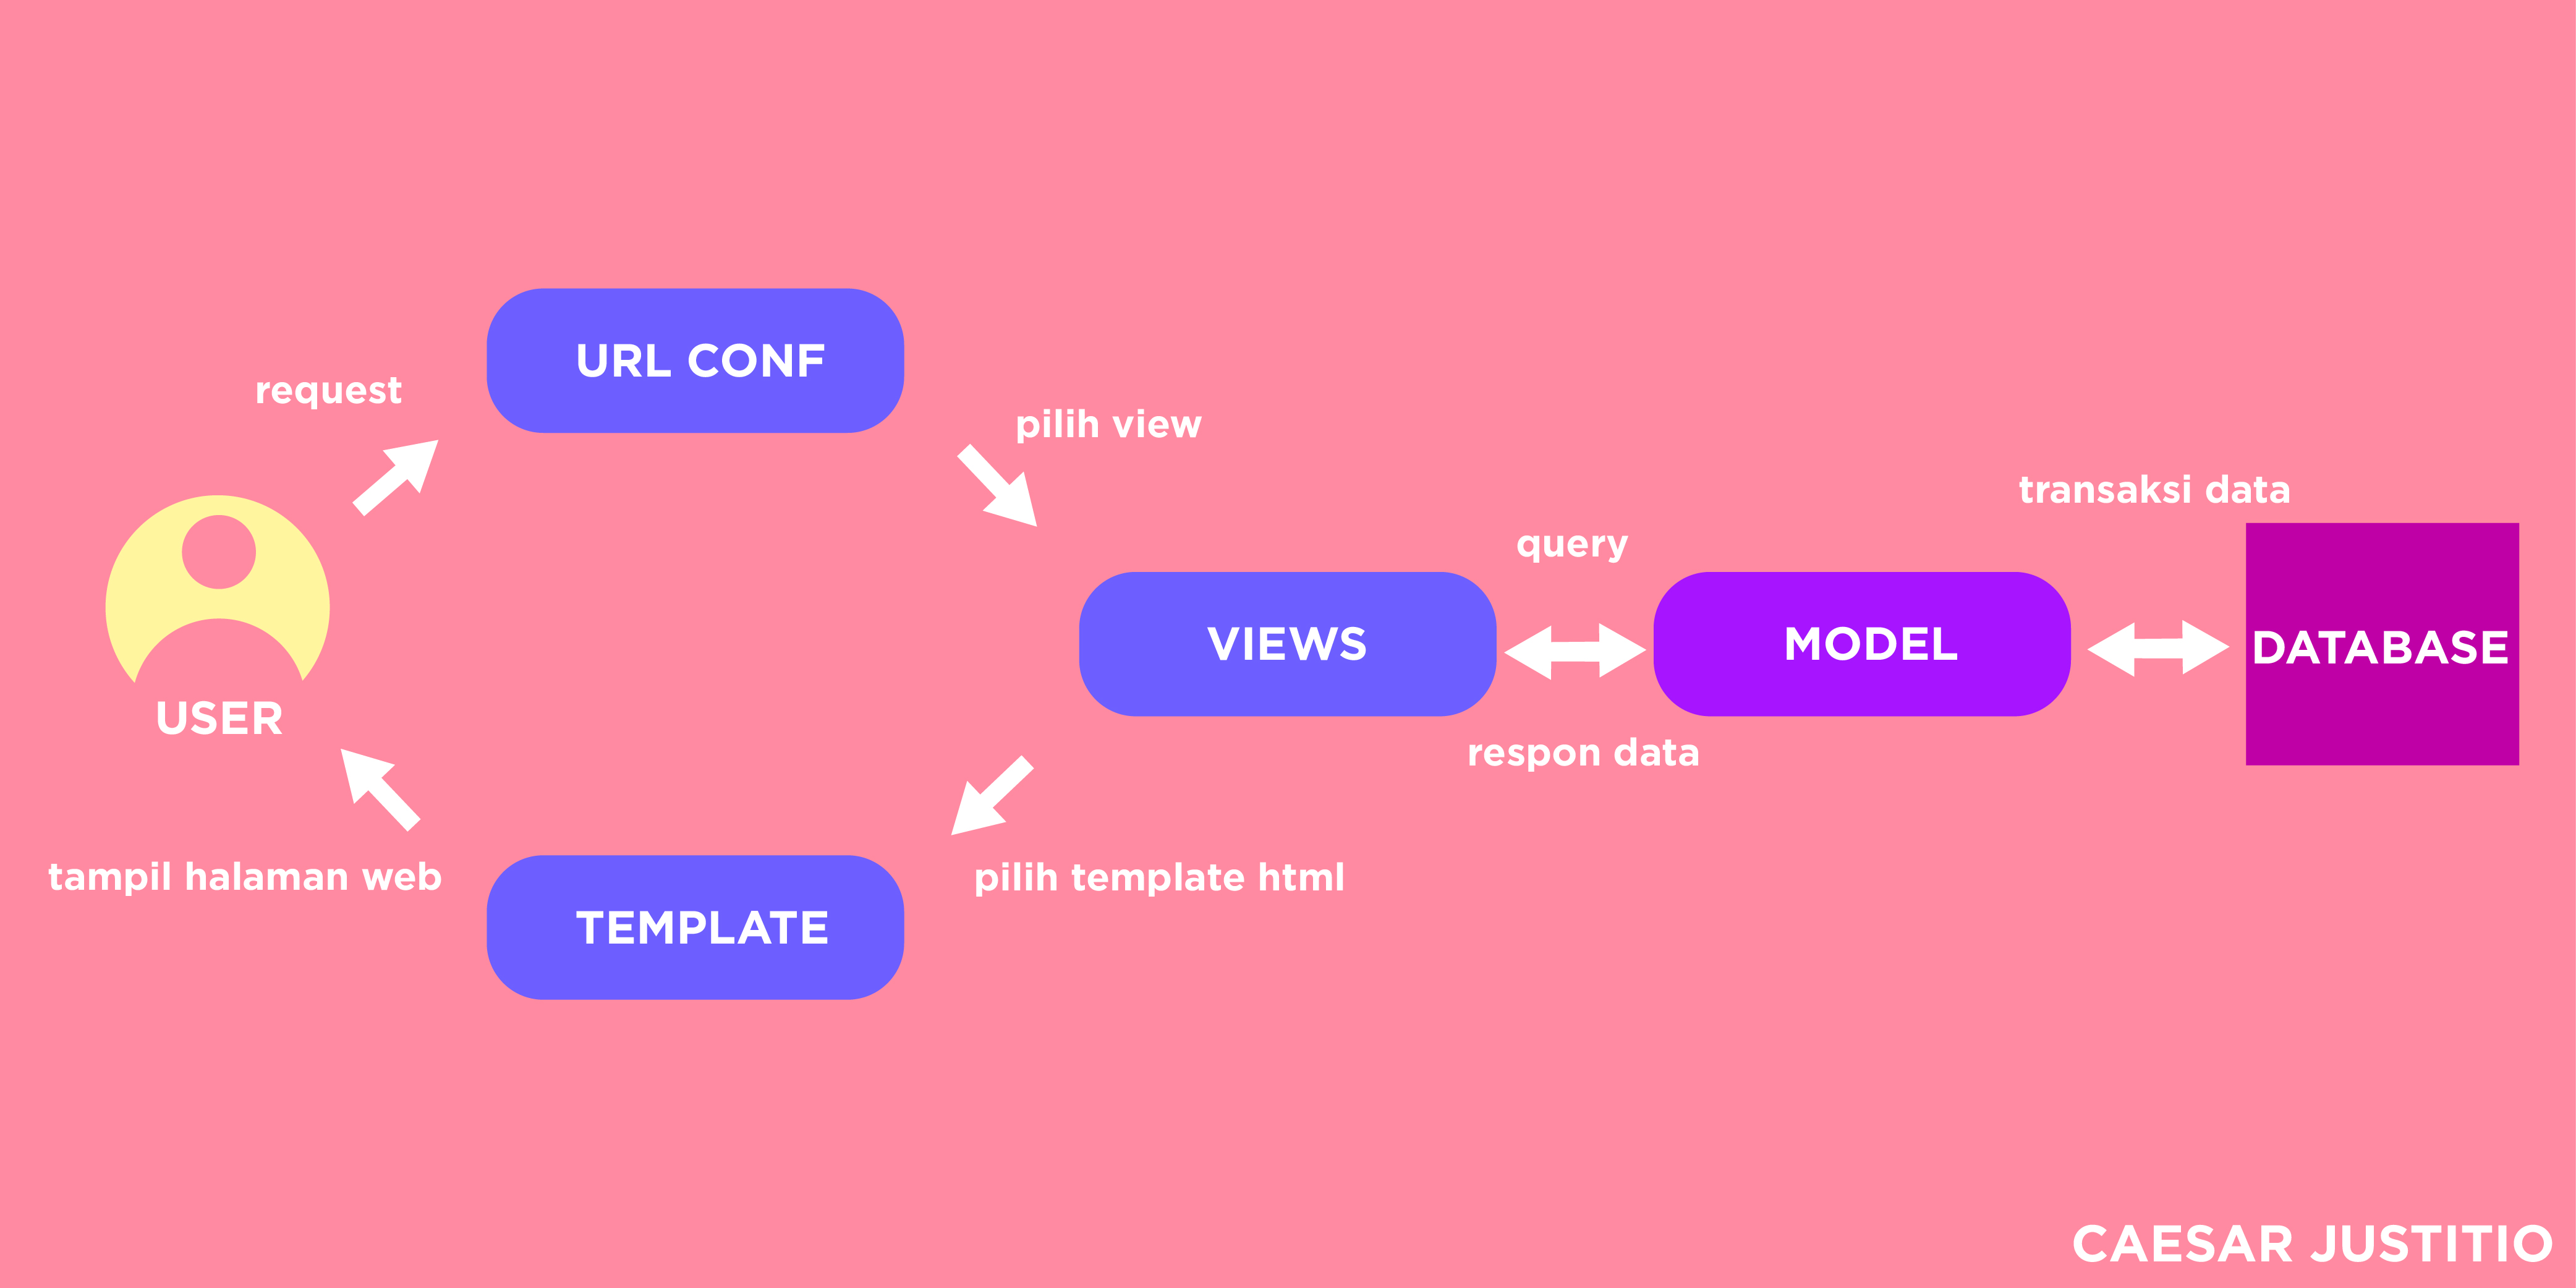 URL CONF
request
pilih view
transaksi data
query
VIEWS
MODEL
DATABASE
USER
respon data
tampil halaman web
pilih template html
TEMPLATE
CAESAR JUSTITIO